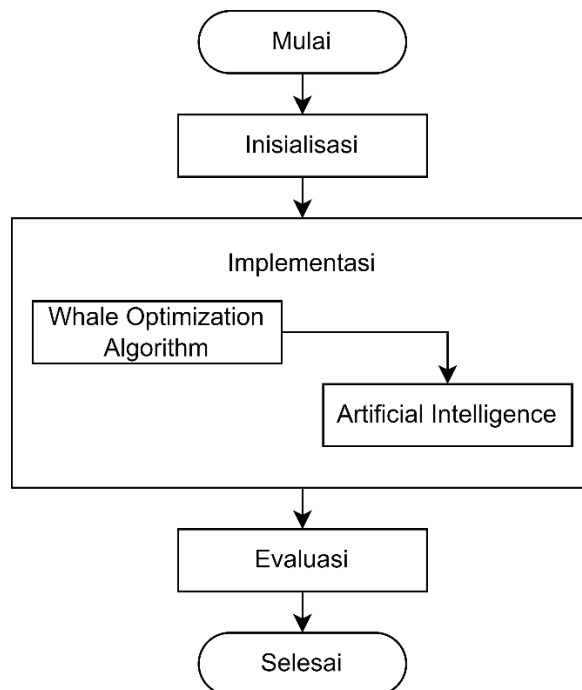 Mulai
Inisialisasi
Implementasi
Whale Optimization
Algorithm
Artificial Intelligence
Evaluasi
Selesai